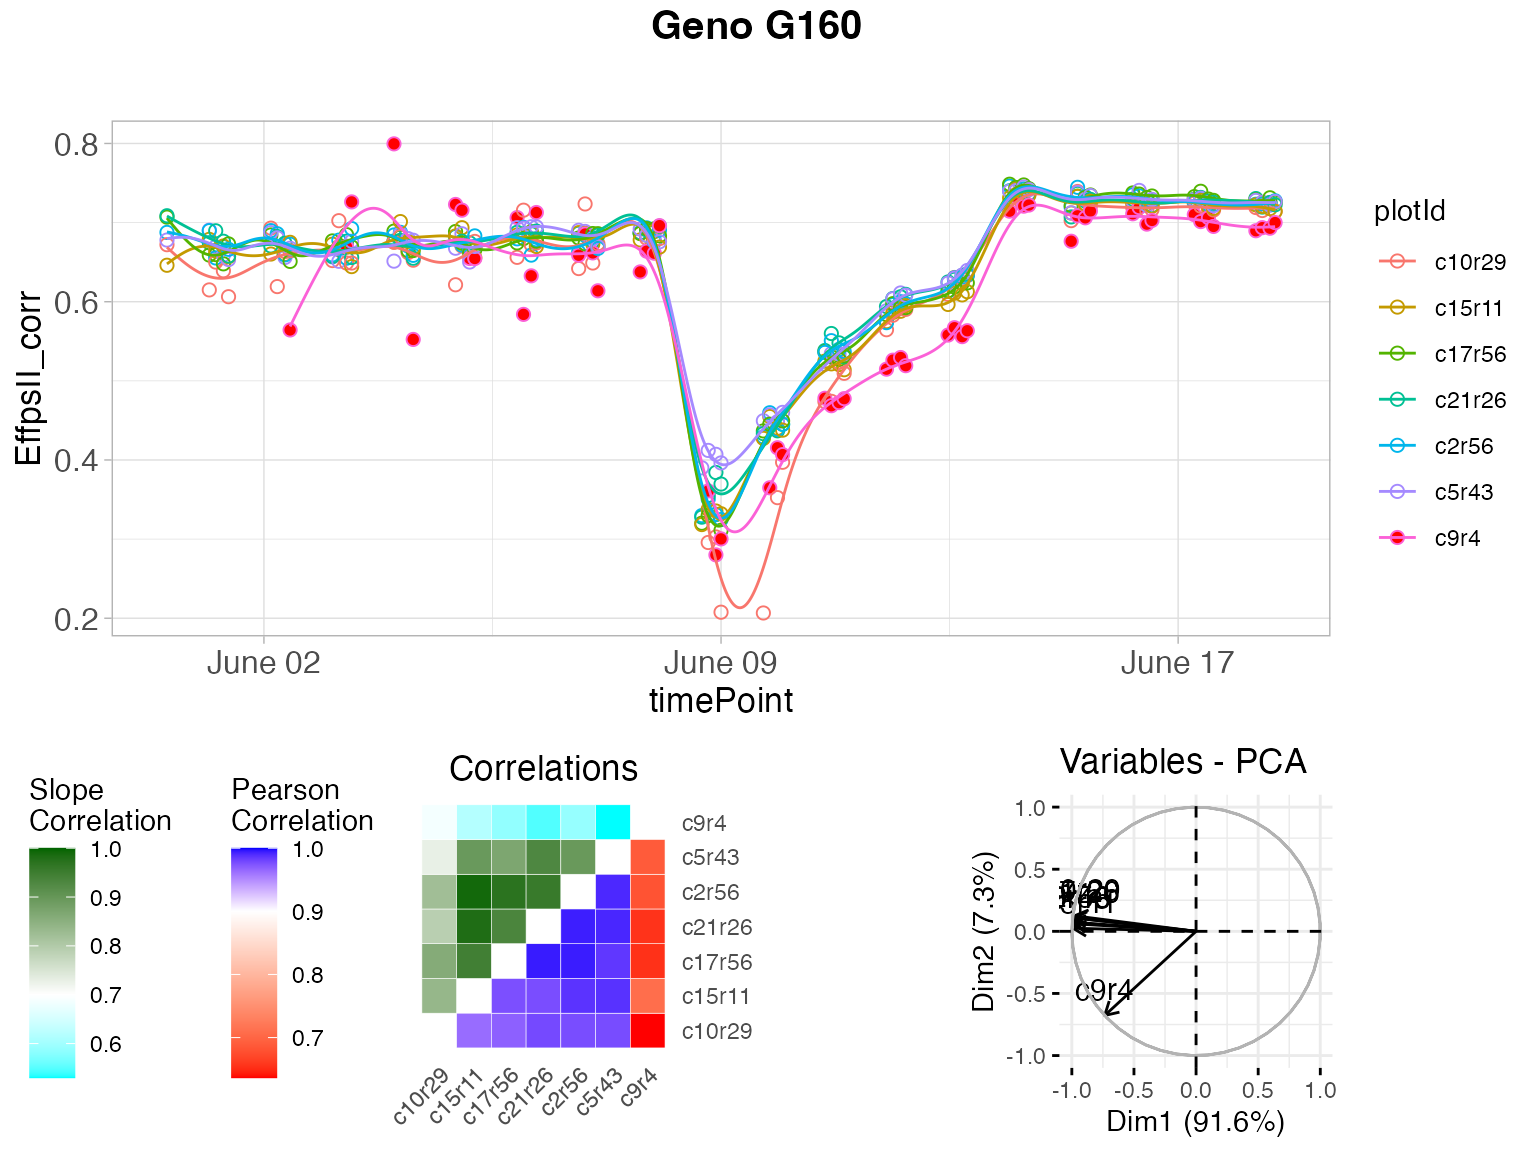 Geno G160
EffpsII_corr
0.8
0.6
0.4
0.2
June 02
June 09
June 17
timePoint
plotId
c10r29
c15r11
c17r56
c21r26
c2r56
c5r43
c9r4
Slope
Correlation
1.0
0.9
0.8
0.7
0.6
Pearson
Correlation
1.0
0.9
0.8
0.7
Correlations
c9r4
c5r43
c2r56
c21r26
c17r56
c15r11
c10r29
c10r29
c15r11
c17r56
c21r26
c2r56
c5r43
c9r4
Variables - PCA
Dim2 (7.3%)
1.0
0.5
0.0
-0.5
-1.0
c9r4
-1.0
-0.5
0.0
0.5
1.0
Dim1 (91.6%)